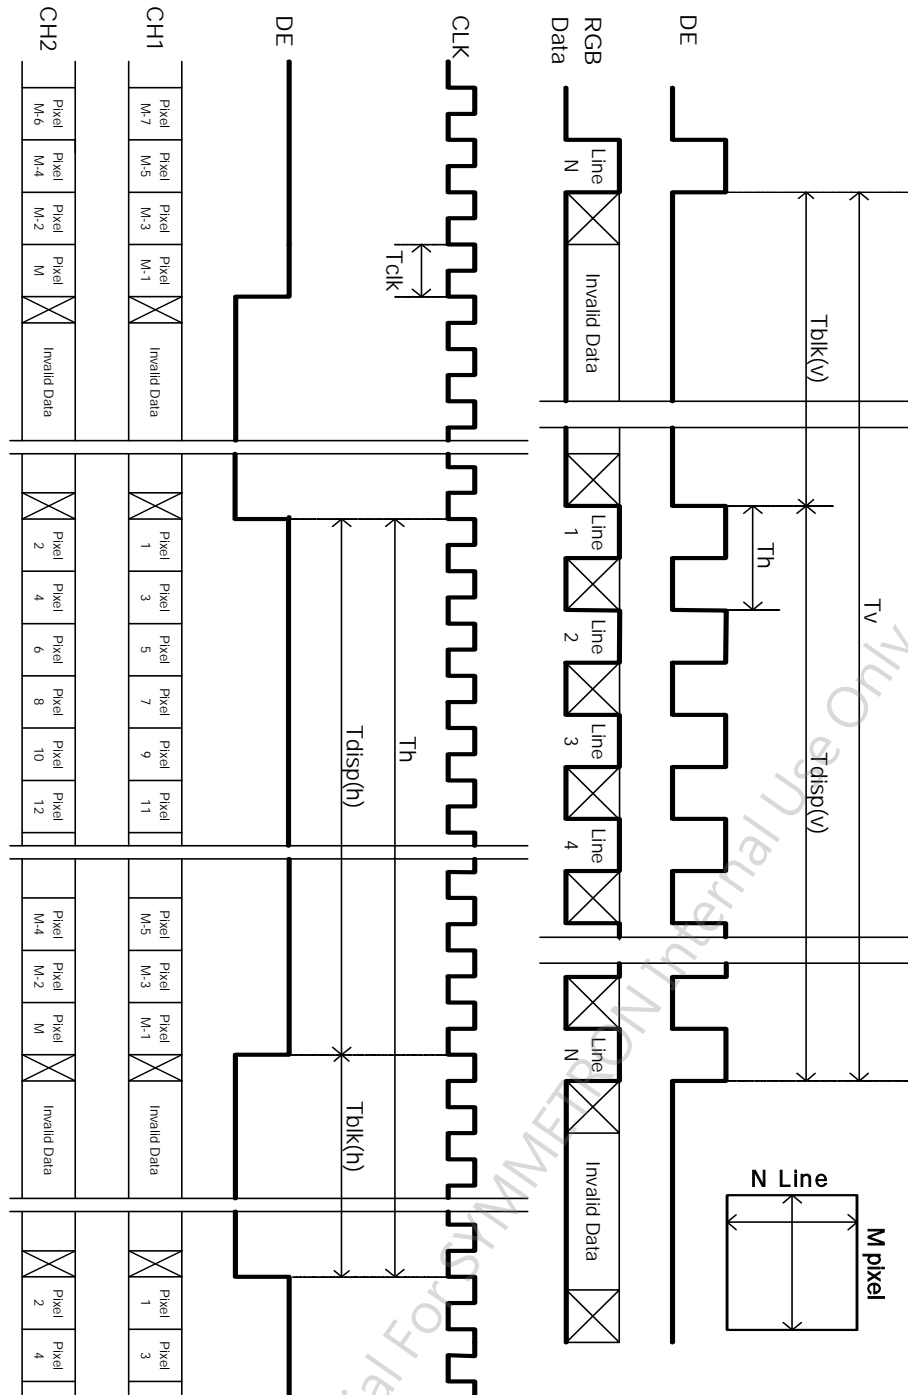 Tv
Tblk(v)
Tdisp(v)
Th
M pixel
N Line
DE
RGB
Data
Line
N
Invalid Data
Line
1
Line
2
Line
3
Line
4
Line
N
Invalid Data
CLK
Tclk
Th
Tdisp(h)
Tblk(h)
DE
CH1
Pixel
M-7
Pixel
M-5
Pixel
M-3
Pixel
M-1
Invalid Data
Pixel
1
Pixel
3
Pixel
5
Pixel
7
Pixel
9
Pixel
11
Pixel
M-5
Pixel
M-3
Pixel
M-1
Invalid Data
Pixel
1
Pixel
3
CH2
Pixel
M-6
Pixel
M-4
Pixel
M-2
Pixel
M
Invalid Data
Pixel
2
Pixel
4
Pixel
6
Pixel
8
Pixel
10
Pixel
12
Pixel
M-4
Pixel
M-2
Pixel
M
Invalid Data
Pixel
2
Pixel
4
For SYMMETRON Internal Use Only